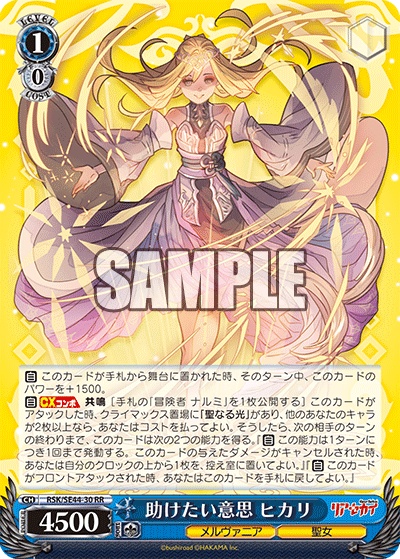 LEVEL
1
0
COST
SAMPLE
自 このカードが手札から舞台に置かれた時、そのターン中、このカードの
パワーを+1500。
自 CXコンボ 共鳴 [手札の「冒険者 ナルミ」を1枚公開する] このカードが
アタックした時、クライマックス置場に「聖なる光」があり、他のあなたのキャラ
が2枚以上なら、あなたはコストを払ってよい。そうしたら、次の相手のターン
の終わりまで、このカードは次の2つの能力を得る。『自 この能力は1ターンにつ
き1回まで発動する。このカードの与えたダメージがキャンセルされた時、
あなたは自分のクロックの上から1枚を、控え室に置いてよい。』『自 このカー
ドがフロントアタックされた時、あなたはこのカードを手札に戻してよい。』
CH RSK/SE44-30 RR
4500
助けたい意思 ヒカリ
リアセカイ
メルヴァニア
聖女
©bushiroad ©HAKAMA Inc.